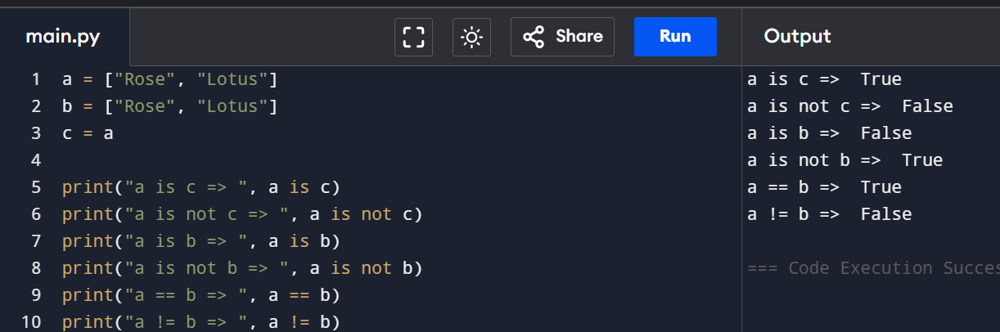 main.py Share Run Output
1 a = ["Rose", "Lotus"]
2 b = ["Rose", "Lotus"]
3 c = a
4
5 print("a is c => ", a is c)
6 print("a is not c => ", a is not c)
7 print("a is b => ", a is b)
8 print("a is not b => ", a is not b)
9 print("a == b => ", a == b)
10 print("a != b => ", a != b)
a is c =>  True
a is not c =>  False
a is b =>  False
a is not b =>  True
a == b =>  True
a != b =>  False
=== Code Execution Succes